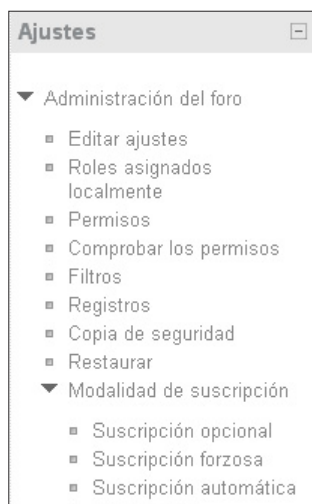 Ajustes
Administración del foro
Editar ajustes
Roles asignados
localmente
Permisos
Comprobar los permisos
Filtros
Registros
Copia de seguridad
Restaurar
Modalidad de suscripción
Suscripción opcional
Suscripción forzosa
Suscripción automática